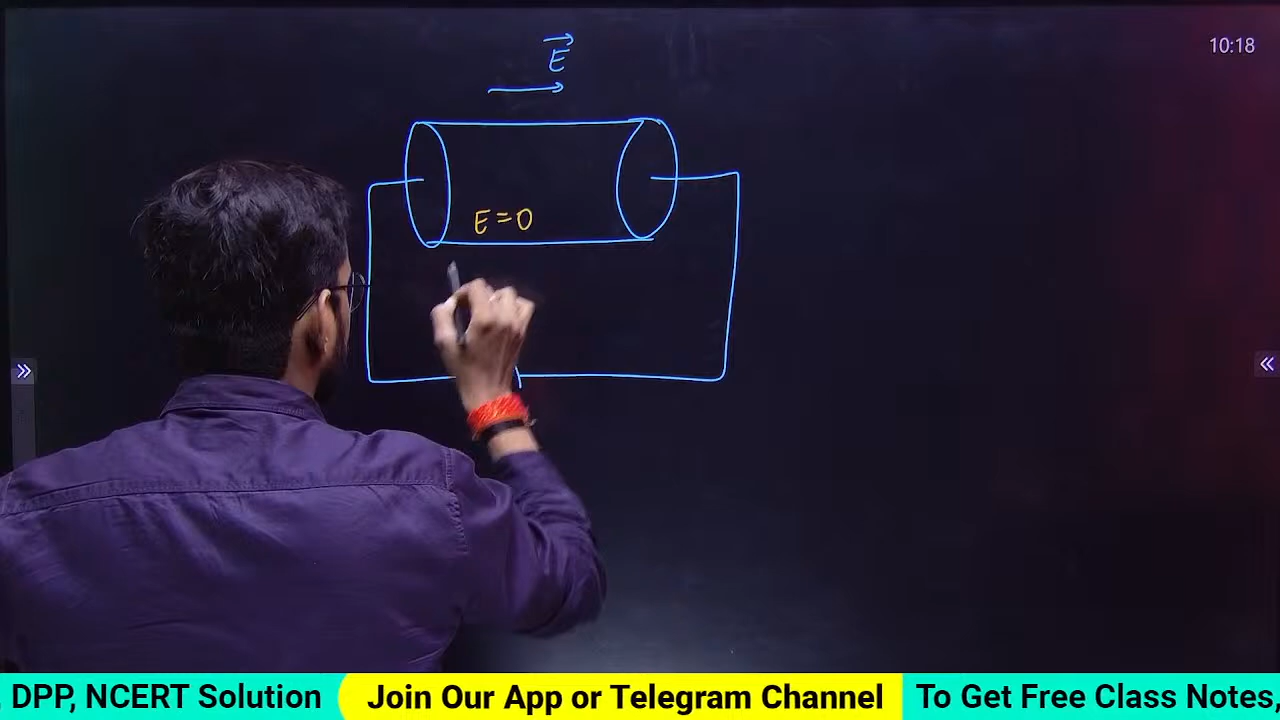 10:18
E
E=0
DPP, NCERT Solution
Join Our App or Telegram Channel
To Get Free Class Notes,